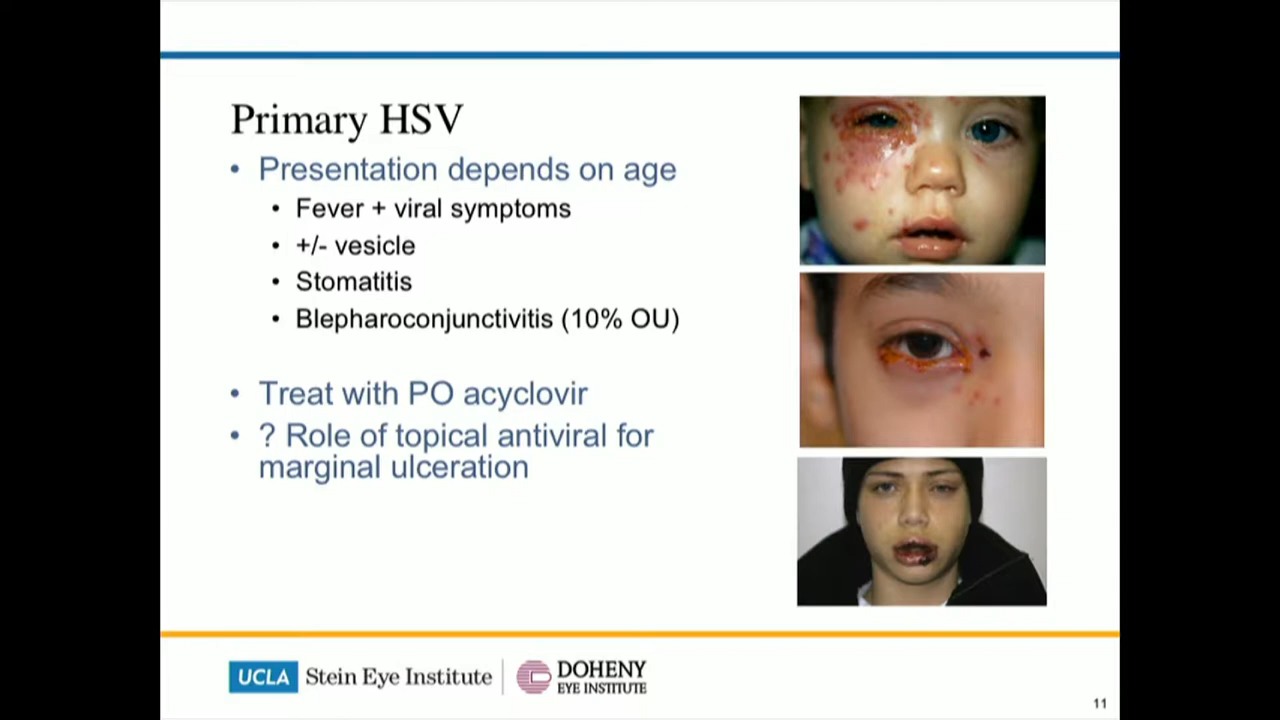 Primary HSV
• Presentation depends on age
• Fever + viral symptoms
• +/- vesicle
• Stomatitis
• Blepharoconjunctivitis (10% OU)
• Treat with PO acyclovir
• ? Role of topical antiviral for
marginal ulceration
UCLA Stein Eye Institute
DOHENY
EYE INSTITUTE
11